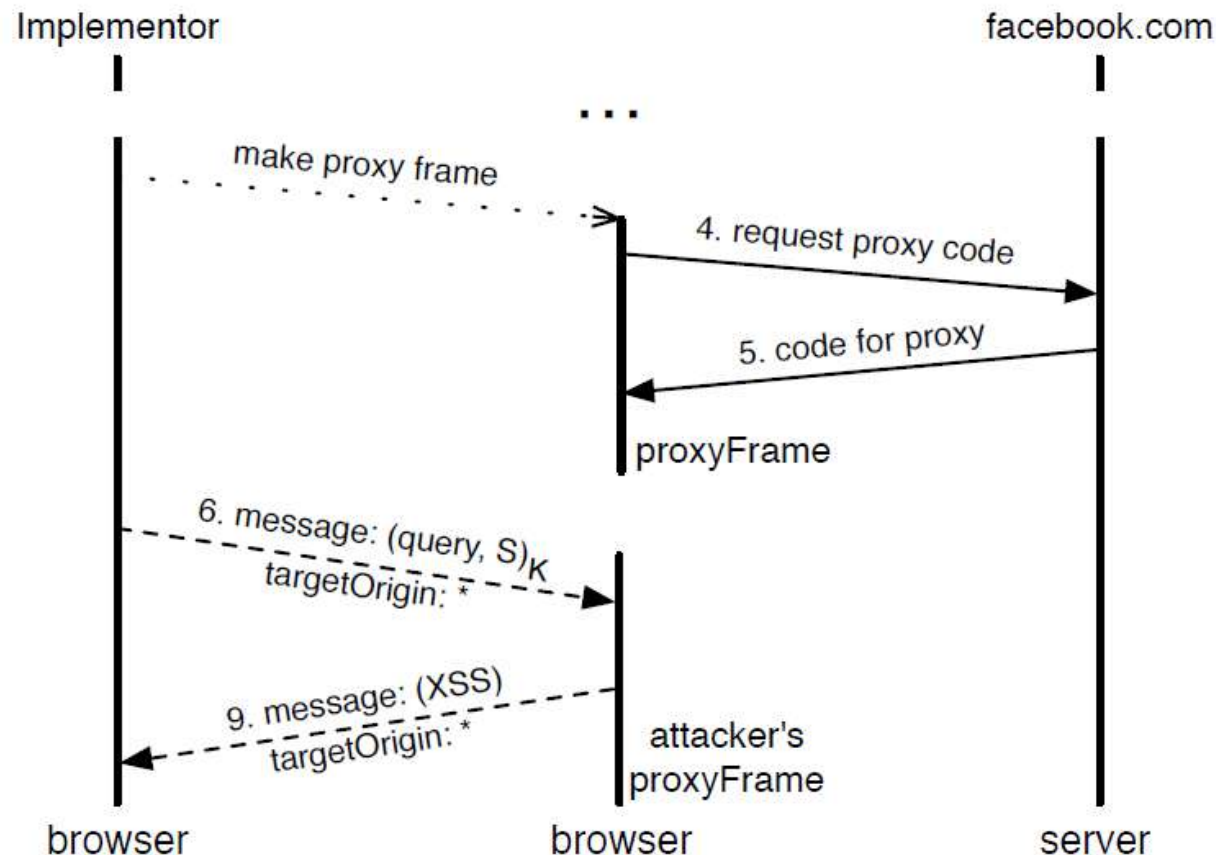 Implementor
facebook.com
...
make proxy frame
4. request proxy code
5. code for proxy
proxyFrame
6. message: (query, S)K
targetOrigin: *
9. message: (XSS)
targetOrigin: *
attacker's
proxyFrame
browser
browser
server